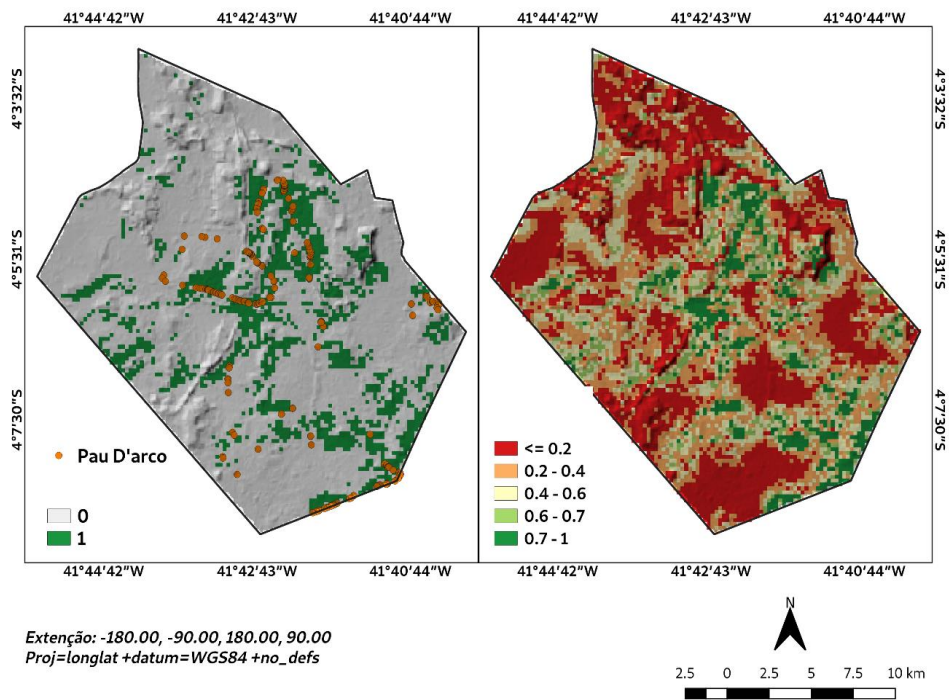 41°44'42"W 41°42'43"W 41°40'44"W 41°44'42"W 41°42'43"W 41°40'44"W
4°3'32"S
4°5'31"S
4°7'30"S
Pau D'arco
0
1
<= 0.2
0.2 - 0.4
0.4 - 0.6
0.6 - 0.7
0.7 - 1
4°3'32"S
4°5'31"S
4°7'30"S
41°44'42"W 41°42'43"W 41°40'44"W 41°44'42"W 41°42'43"W 41°40'44"W
Extenção: -180.00, -90.00, 180.00, 90.00
Proj=longlat +datum=WGS84 +no_defs
N
2.5 0 2.5 5 7.5 10 km